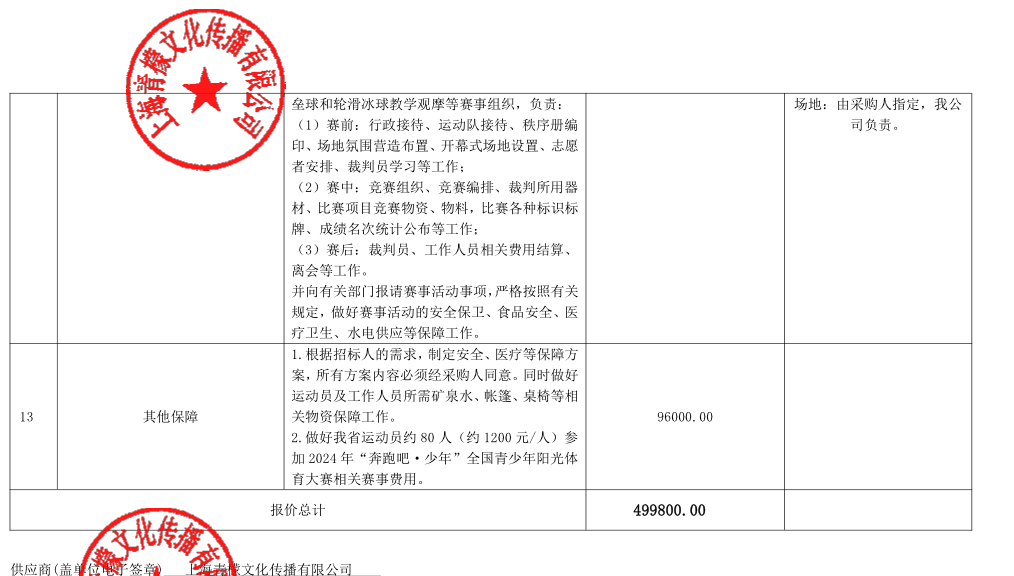 上海青檬文化传播有限公司
垒球和轮滑冰球教学观摩等赛事组织，负责：
（1）赛前：行政接待、运动队接待、秩序册编
印、场地氛围营造布置、开幕式场地设置、志愿
者安排、裁判员学习等工作；
（2）赛中：竞赛组织、竞赛编排、裁判所用器
材、比赛项目竞赛物资、物料，比赛各种标识标
牌、成绩名次统计公布等工作；
（3）赛后：裁判员、工作人员相关费用结算、
离会等工作。
并向有关部门报请赛事活动事项，严格按照有关
规定，做好赛事活动的安全保卫、食品安全、医
疗卫生、水电供应等保障工作。
场地：由采购人指定，我公
司负责。
13
其他保障
1.根据招标人的需求，制定安全、医疗等保障方
案，所有方案内容必须经采购人同意。同时做好
运动员及工作人员所需矿泉水、帐篷、桌椅等相
关物资保障工作。
2.做好我省运动员约 80 人（约 1200 元/人）参
加 2024 年“奔跑吧·少年”全国青少年阳光体
育大赛相关赛事费用。
96000.00
报价总计
499800.00
檬文化传播有
供应商(盖单位电子签章) 上海青檬文化传播有限公司